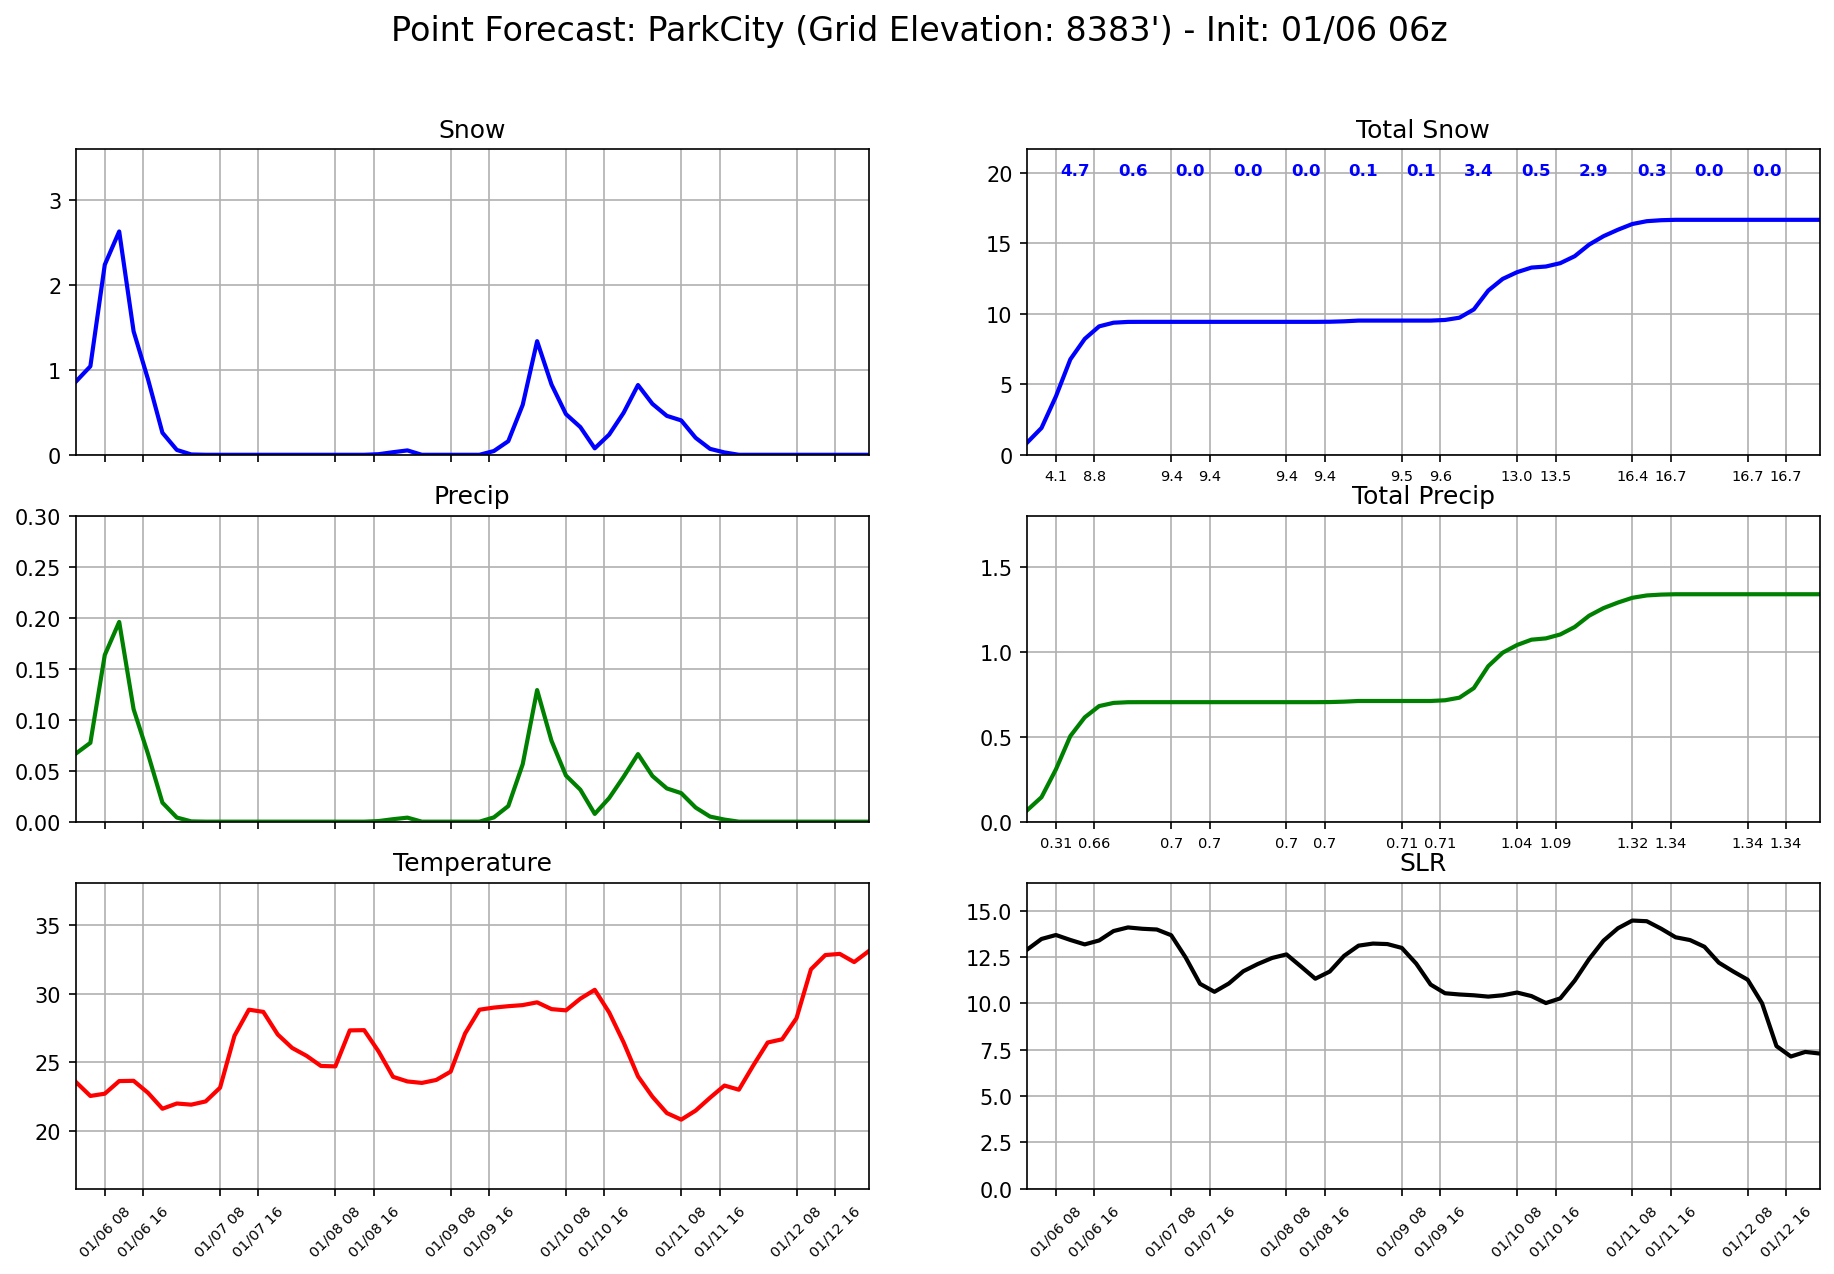 Point Forecast: ParkCity (Grid Elevation: 8383') - Init: 01/06 06z
Snow
3
2
1
0
Total Snow
4.7 0.6 0.0 0.0 0.0 0.1 0.1 3.4 0.5 2.9 0.3 0.0 0.0
20
15
10
5
0
4.1 8.8 9.4 9.4 9.4 9.4 9.5 9.6 13.0 13.5 16.4 16.7 16.7 16.7
Precip
0.30
0.25
0.20
0.15
0.10
0.05
0.00
Total Precip
1.5
1.0
0.5
0.0
0.31 0.66 0.7 0.7 0.7 0.7 0.71 0.71 1.04 1.09 1.32 1.34 1.34 1.34
Temperature
35
30
25
20
01/06 08 01/06 16 01/07 08 01/07 16 01/08 08 01/08 16 01/09 08 01/09 16 01/10 08 01/10 16 01/11 08 01/11 16 01/12 08 01/12 16
SLR
15.0
12.5
10.0
7.5
5.0
2.5
0.0
01/06 08 01/06 16 01/07 08 01/07 16 01/08 08 01/08 16 01/09 08 01/09 16 01/10 08 01/10 16 01/11 08 01/11 16 01/12 08 01/12 16